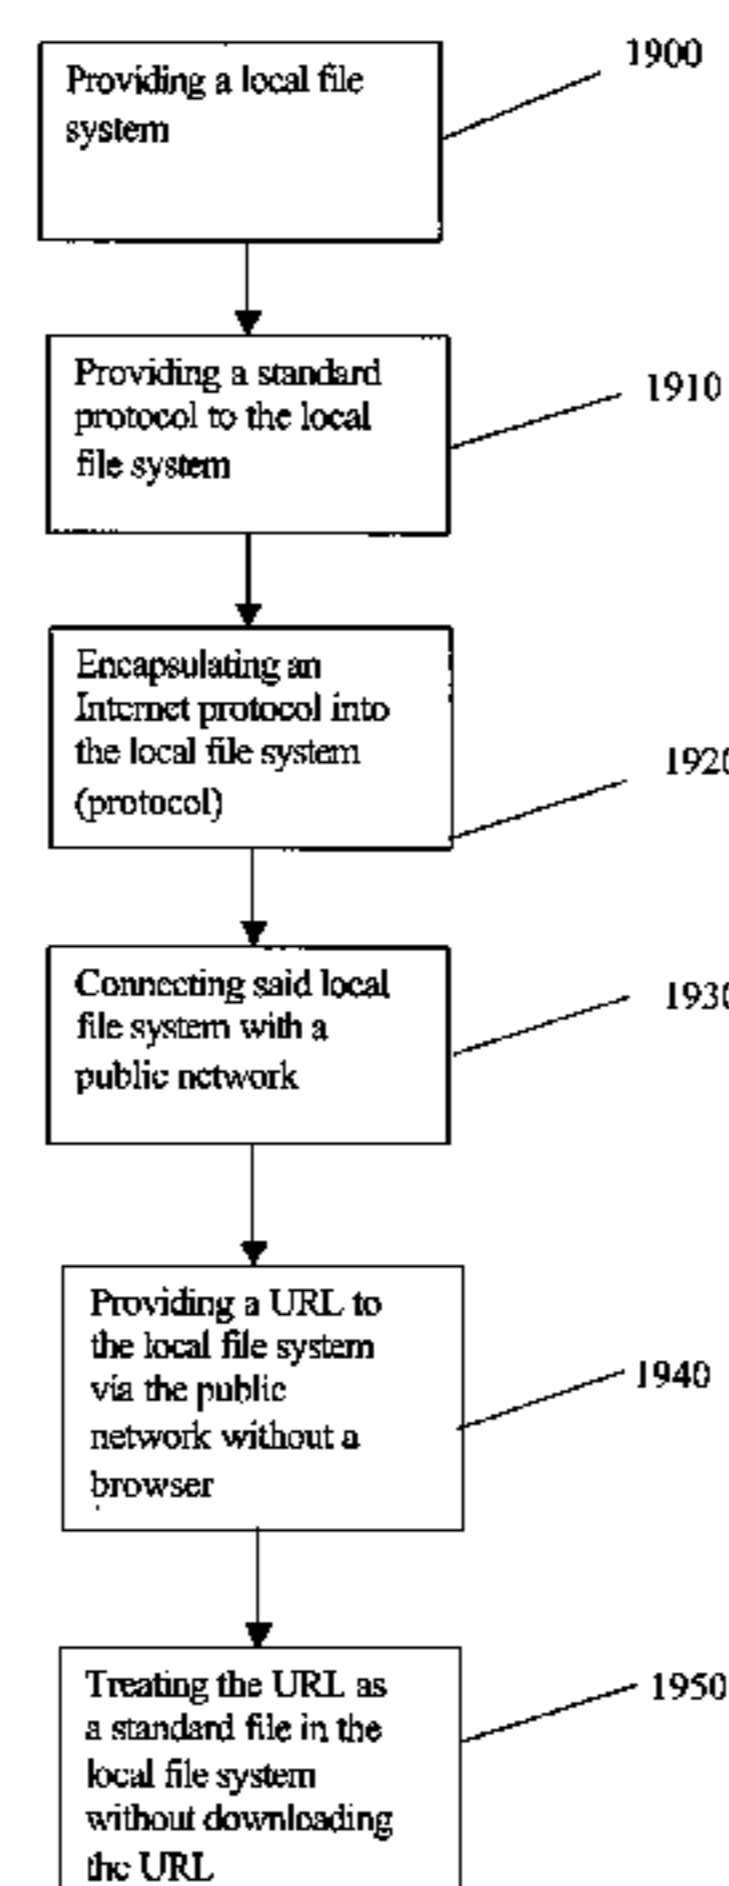 1900
Providing a local file
system
1910
Providing a standard
protocol to the local
file system
Encapsulating an
Internet protocol into
the local file system
(protocol)
1920
Connecting said local
file system with a
public network
1930
Providing a URL to
the local file system
via the public
network without a
browser
1940
Treating the URL as
a standard file in the
local file system
without downloading
the URL
1950